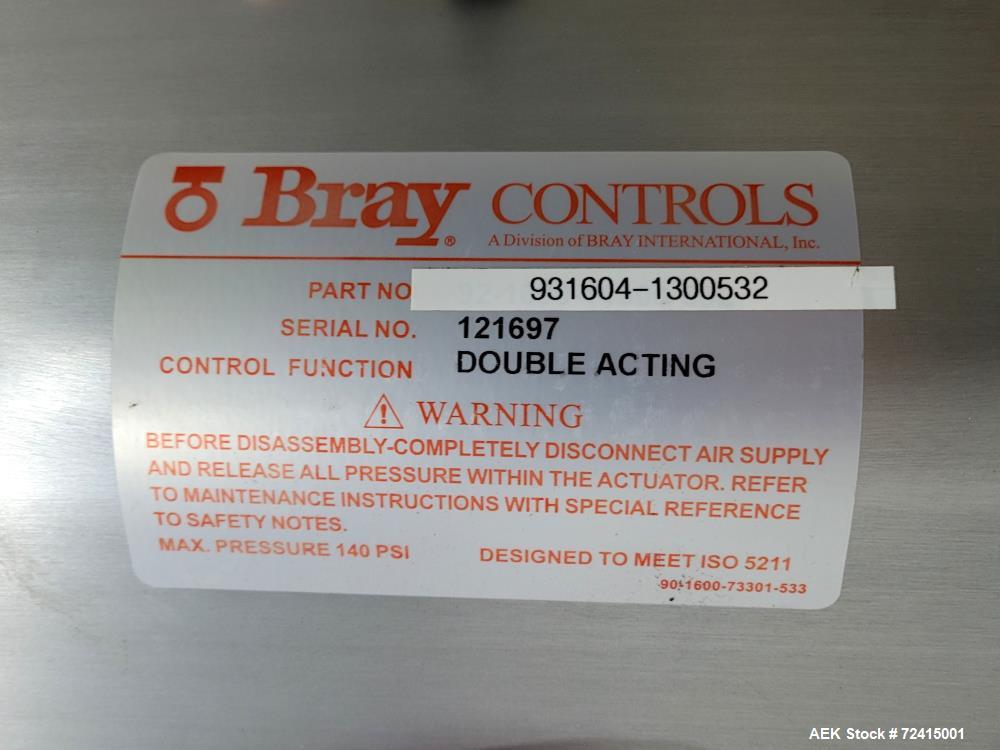 Bray® CONTROLS
A Division of BRAY INTERNATIONAL, Inc.
PART NO 931604-1300532
SERIAL NO. 121697
CONTROL FUNCTION DOUBLE ACTING
⚠ WARNING
BEFORE DISASSEMBLY-COMPLETELY DISCONNECT AIR SUPPLY
AND RELEASE ALL PRESSURE WITHIN THE ACTUATOR. REFER
TO MAINTENANCE INSTRUCTIONS WITH SPECIAL REFERENCE
TO SAFETY NOTES.
MAX. PRESSURE 140 PSI DESIGNED TO MEET ISO 5211
90-1600-73301-533
AEK Stock # 72415001